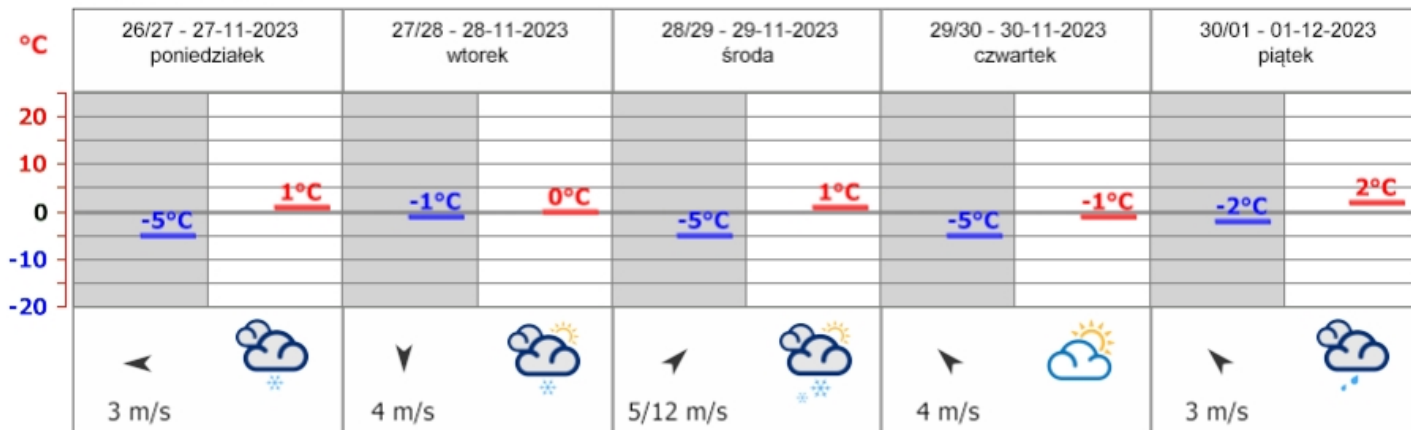 °C
26/27 - 27-11-2023
poniedziałek
27/28 - 28-11-2023
wtorek
28/29 - 29-11-2023
środa
29/30 - 30-11-2023
czwartek
30/01 - 01-12-2023
piątek
20
10
0
-10
-20
-5°C
1°C
-1°C
0°C
-5°C
1°C
-5°C
-1°C
-2°C
2°C
3 m/s
4 m/s
5/12 m/s
4 m/s
3 m/s